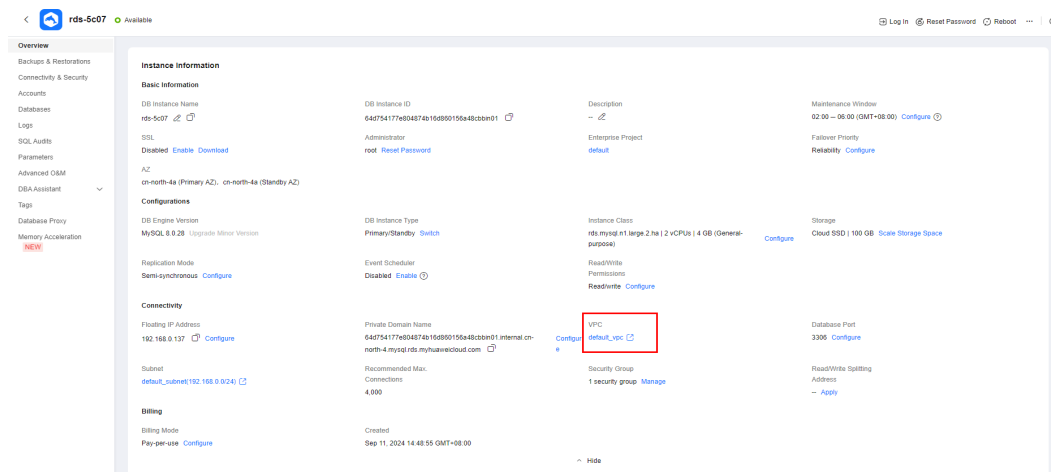 rds-5c07 Available
Log In Reset Password Reboot ...
Overview
Backups & Restorations
Connectivity & Security
Accounts
Databases
Logs
SQL Audits
Parameters
Advanced O&M
DBA Assistant
Tags
Database Proxy
Memory Acceleration
NEW
Instance Information
Basic Information
DB Instance Name
rds-5c07
DB Instance ID
64d754177e804874b16d860156a48cbbin01
Description
--
Maintenance Window
02:00 – 06:00 (GMT+08:00) Configure
SSL
Disabled Enable Download
Administrator
root Reset Password
Enterprise Project
default
Failover Priority
Reliability Configure
AZ
cn-north-4a (Primary AZ), cn-north-4a (Standby AZ)
Configurations
DB Engine Version
MySQL 8.0.28 Upgrade Minor Version
DB Instance Type
Primary/Standby Switch
Instance Class
rds.mysql.n1.large.2.ha | 2 vCPUs | 4 GB (General-
purpose)
Configure
Storage
Cloud SSD | 100 GB Scale Storage Space
Replication Mode
Semi-synchronous Configure
Event Scheduler
Disabled Enable
Read/Write
Permissions
Read/write Configure
Connectivity
Floating IP Address
192.168.0.137 Configure
Private Domain Name
64d754177e804874b16d860156a48cbbin01.internal.cn-
north-4.mysql.rds.myhuaweicloud.com
Configur
e
VPC
default_vpc
Database Port
3306 Configure
Subnet
default_subnet(192.168.0.0/24)
Recommended Max.
Connections
4,000
Security Group
1 security group Manage
Read/Write Splitting
Address
-- Apply
Billing
Billing Mode
Pay-per-use Configure
Created
Sep 11, 2024 14:48:55 GMT+08:00
Hide